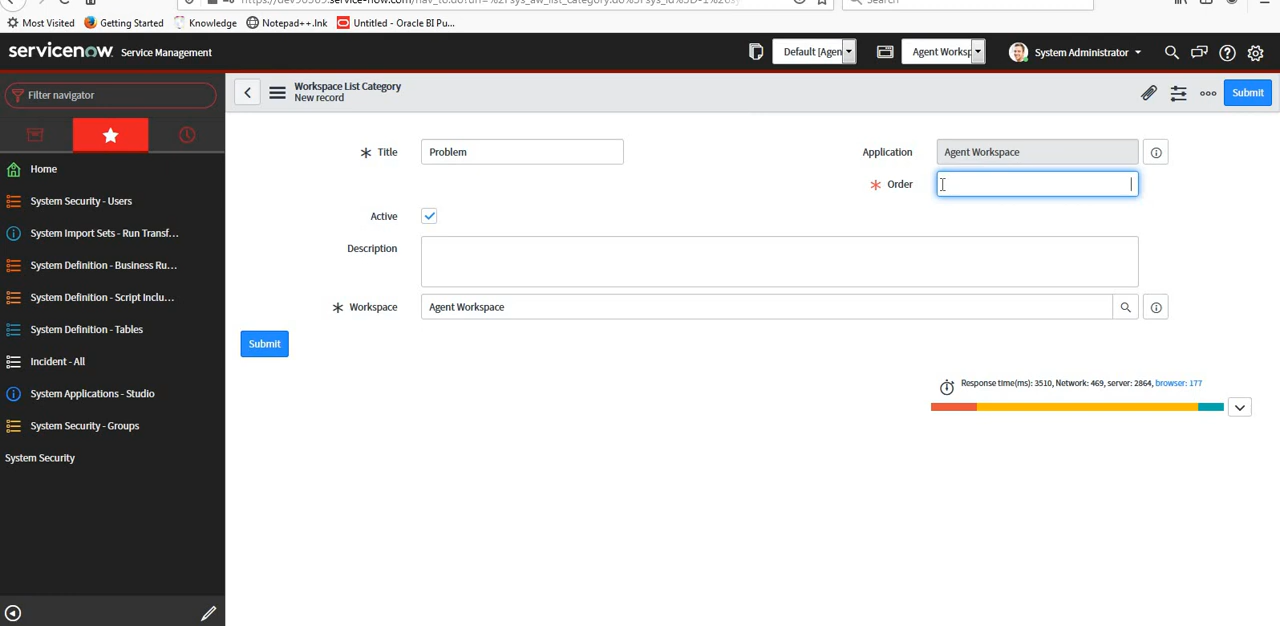 Search
Most Visited Getting Started Knowledge Notepad++.lnk Untitled - Oracle BI Pu...
servicenow Service Management
Default [Agen
Agent Worksp
System Administrator
Filter navigator
Workspace List Category
New record
Submit
Title
Problem
Application
Agent Workspace
Order
Active
Description
Workspace
Agent Workspace
Submit
Response time(ms): 3510, Network: 469, server: 2864, browser: 177
Home
System Security - Users
System Import Sets - Run Transf...
System Definition - Business Ru...
System Definition - Script Inclu...
System Definition - Tables
Incident - All
System Applications - Studio
System Security - Groups
System Security